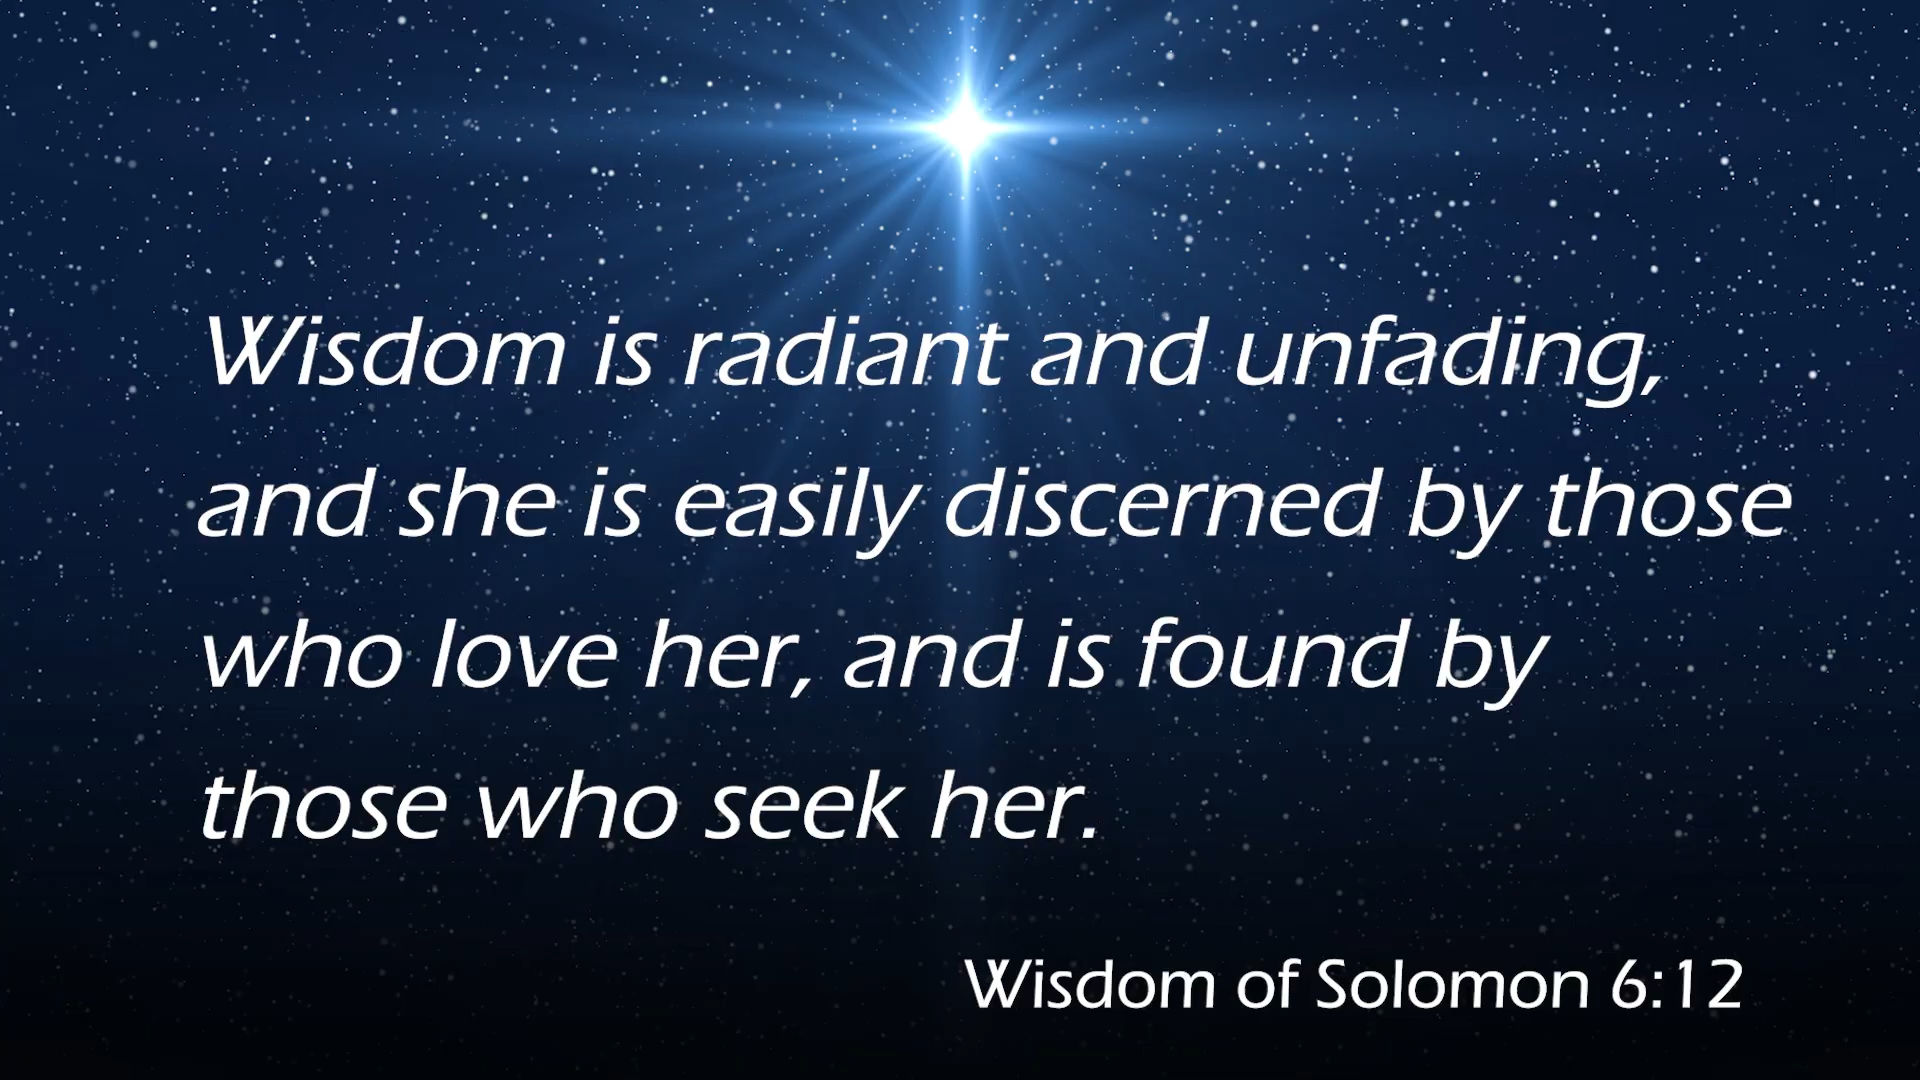 Wisdom is radiant and unfading,
and she is easily discerned by those
who love her, and is found by
those who seek her.
Wisdom of Solomon 6:12